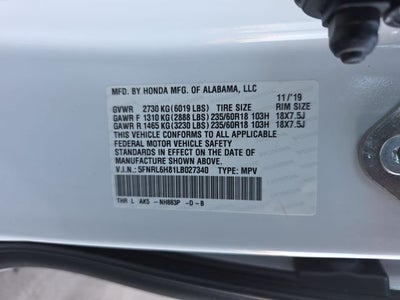 MFD. BY HONDA MFG. OF ALABAMA, LLC
GVWR 2730 KG(6019 LBS) TIRE SIZE 11/'19 RIM SIZE
GAWR F 1310 KG(2888 LBS) 235/60R18 103H 18X7.5J
GAWR R 1465 KG(3230 LBS) 235/60R18 103H 18X7.5J
THIS VEHICLE CONFORMS TO ALL APPLICABLE
FEDERAL MOTOR VEHICLE SAFETY STANDARDS
IN EFFECT ON THE DATE OF MANUFACTURE
SHOWN ABOVE.
V.I.N.: 5FNRL6H81LB027340 TYPE: MPV
THR L AK5 -NH883P -D -B